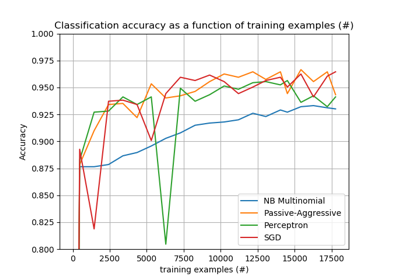 Classification accuracy as a function of training examples (#)
1.000
0.975
0.950
0.925
0.900
0.875
0.850
0.825
0.800
Accuracy
NB Multinomial
Passive-Aggressive
Perceptron
SGD
0 2500 5000 7500 10000 12500 15000 17500
training examples (#)